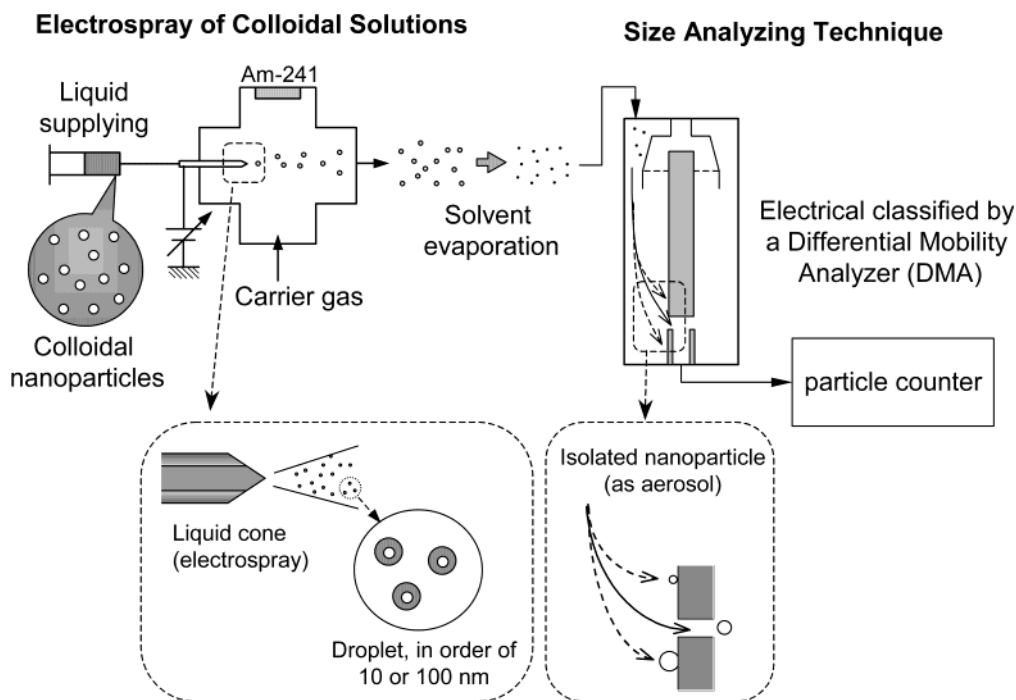 Electrospray of Colloidal Solutions
Size Analyzing Technique
Am-241
Liquid
supplying
Solvent
evaporation
Electrical classified by
a Differential Mobility
Analyzer (DMA)
Carrier gas
Colloidal
nanoparticles
particle counter
Liquid cone
(electrospray)
Droplet, in order of
10 or 100 nm
Isolated nanoparticle
(as aerosol)